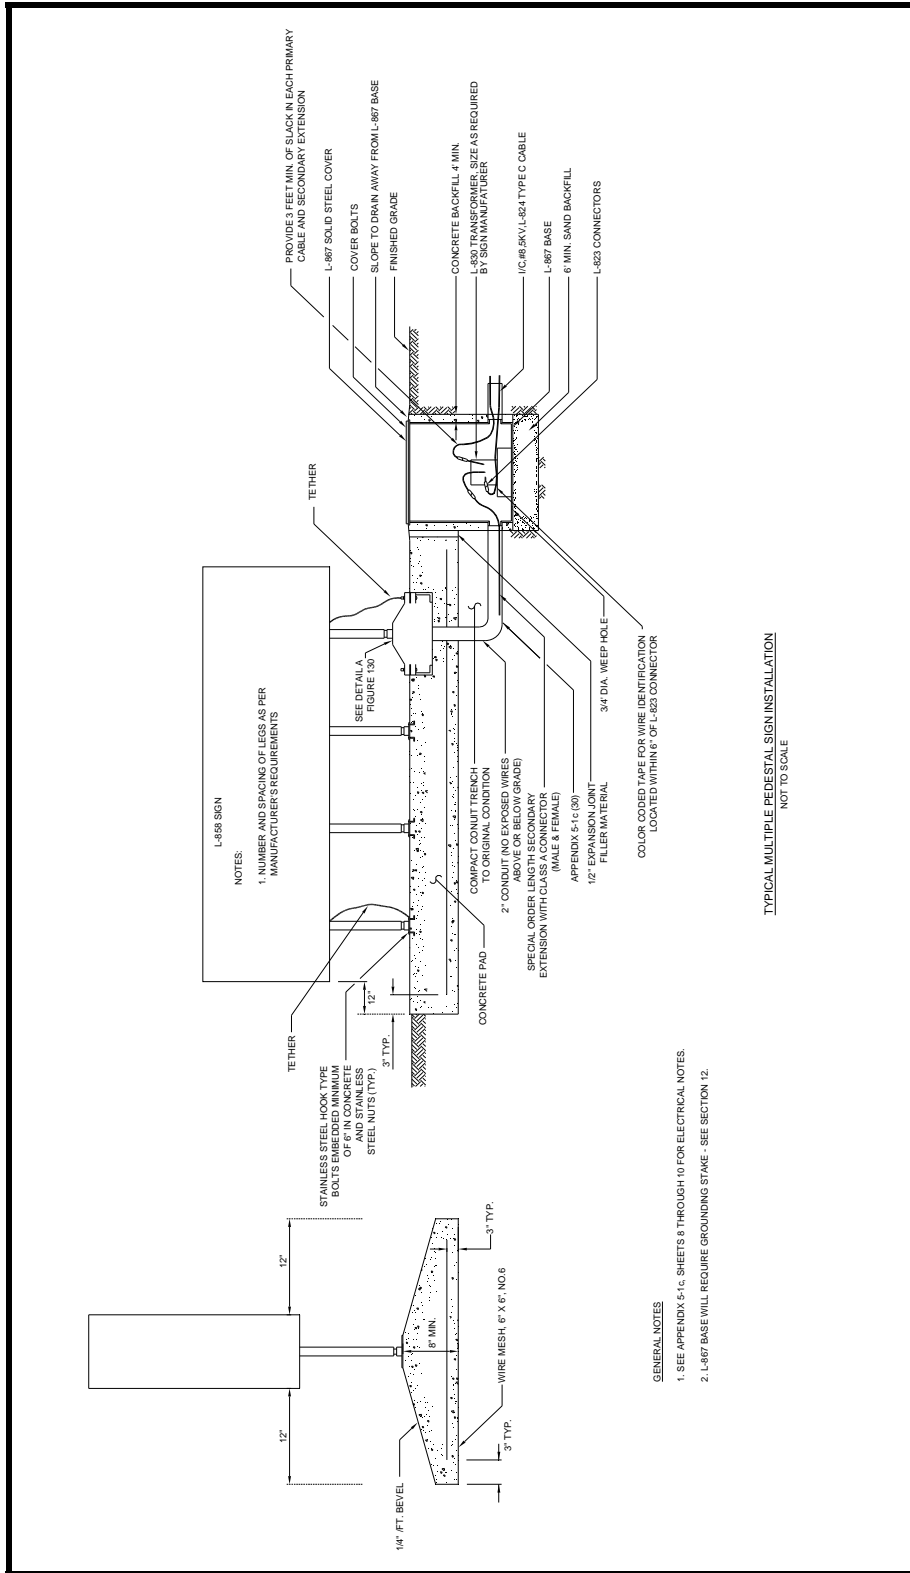 PROVIDE 3 FEET MIN. OF SLACK IN EACH PRIMARY
CABLE AND SECONDARY EXTENSION
L-867 SOLID STEEL COVER
COVER BOLTS
SLOPE TO DRAIN AWAY FROM L-867 BASE
FINISHED GRADE
CONCRETE BACKFILL 4' MIN.
L-830 TRANSFORMER, SIZE AS REQUIRED
BY SIGN MANUFATURER
I/C,#8,5KV,L-824 TYPE C CABLE
L-867 BASE
6' MIN. SAND BACKFILL
L-823 CONNECTORS
TETHER
L-858 SIGN
NOTES:
1. NUMBER AND SPACING OF LEGS AS PER
MANUFACTURER'S REQUIREMENTS
SEE DETAIL A
FIGURE 130
TETHER
12"
3" TYP.
STAINLESS STEEL HOOK TYPE
BOLTS EMBEDDED MINIMUM
OF 6" IN CONCRETE
AND STAINLESS
STEEL NUTS (TYP.)
CONCRETE PAD
COMPACT CONUIT TRENCH
TO ORIGINAL CONDITION
2" CONDUIT (NO EXPOSED WIRES
ABOVE OR BELOW GRADE)
SPECIAL ORDER LENGTH SECONDARY
EXTENSION WITH CLASS A CONNECTOR
(MALE & FEMALE)
APPENDIX 5-1c (30)
1/2" EXPANSION JOINT
FILLER MATERIAL
3/4' DIA. WEEP HOLE
COLOR CODED TAPE FOR WIRE IDENTIFICATION
LOCATED WITHIN 6" OF L-823 CONNECTOR
12"
12"
8" MIN.
3" TYP.
3" TYP.
WIRE MESH, 6" X 6", NO.6
1/4" /FT. BEVEL
GENERAL NOTES
1. SEE APPENDIX 5-1c, SHEETS 8 THROUGH 10 FOR ELECTRICAL NOTES.
2. L-867 BASE WILL REQUIRE GROUNDING STAKE - SEE SECTION 12.
TYPICAL MULTIPLE PEDESTAL SIGN INSTALLATION
NOT TO SCALE